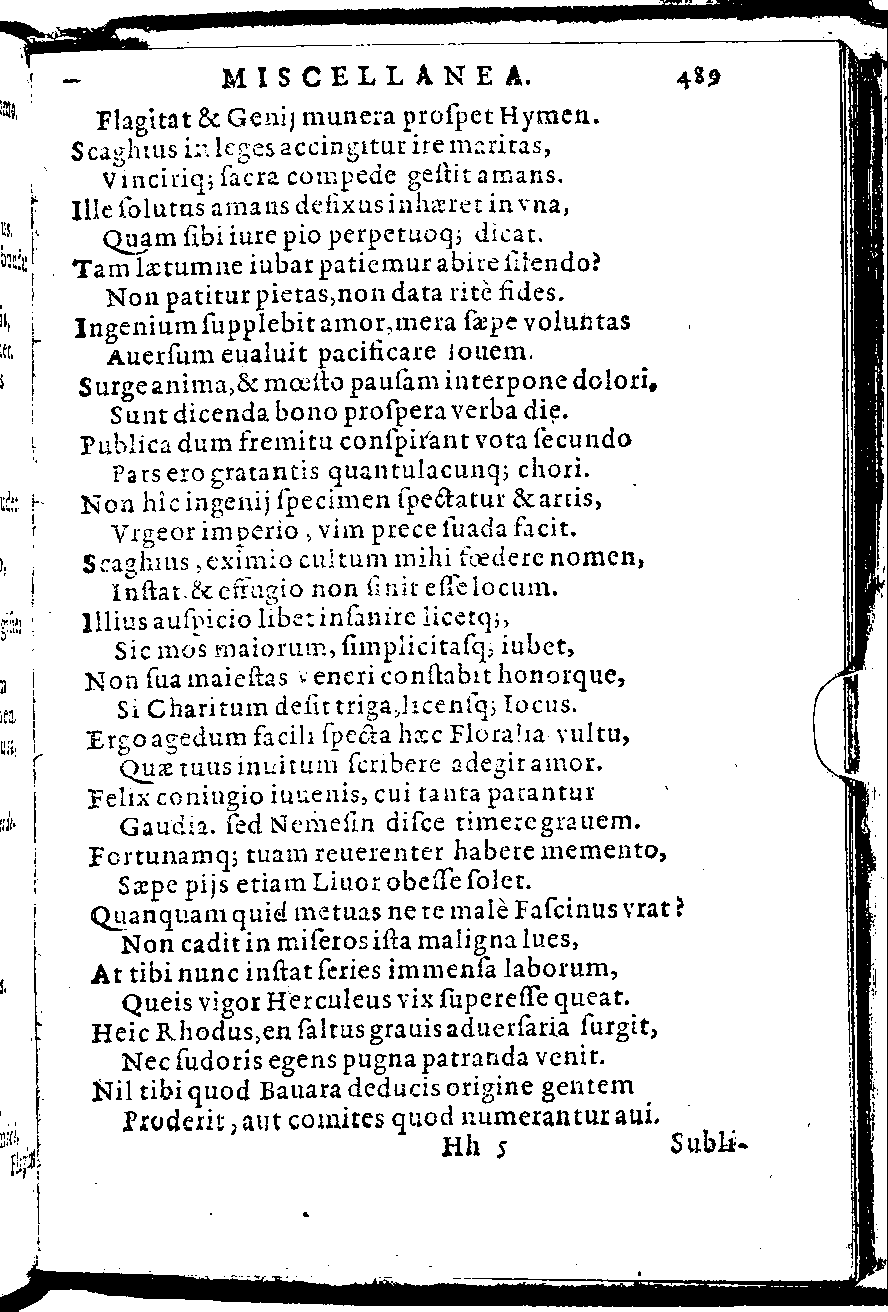 MISCELLANEA. 489
Flagitat & Genij munera proſpet Hymen.
Scaghius in leges accingitur ire maritas,
Vinciriq; ſacra compede geſtit amans.
Ille ſolutus amans defixus inhæret in vna,
Quam ſibi iure pio perpetuoq; dicat.
Tam lætumne iubar patiemur abire ſilendo?
Non patitur pietas, non data ritè fides.
Ingenium ſupplebit amor, mera ſæpe voluntas
Auerſum eualuit pacificare Iouem.
Surge anima, & mœſto pauſam interpone dolori,
Sunt dicenda bono proſpera verba die.
Publica dum fremitu conſpirant vota ſecundo
Pars ero gratantis quantulacunq; chori.
Non hîc ingenij ſpecimen ſpectatur & artis,
Vrgeor imperio, vim prece ſuada facit.
Scaghius, eximio cultum mihi fœdere nomen,
Inſtat. & effugio non ſinit eſſe locum.
Illius auſpicio libet inſanire licetq;,
Sic mos maiorum, ſimplicitaſq; iubet,
Non ſua maieſtas veneri conſtabit honorque,
Si Charitum deſit triga, licenſq; Iocus.
Ergo agedum facili ſpecta hæc Floralia vultu,
Quæ tuus inuitum ſcribere adegit amor.
Felix coniugio iuuenis, cui tanta parantur
Gaudia. ſed Nemeſin diſce timere grauem.
Fortunamq; tuam reuerenter habere memento,
Sæpe pijs etiam Liuor obeſſe ſolet.
Quanquam quid metuas ne te malè Faſcinus vrat?
Non cadit in miſeros iſta maligna lues,
At tibi nunc inſtat ſeries immenſa laborum,
Queis vigor Herculeus vix ſupereſſe queat.
Heic Rhodus, en ſaltus grauis aduerſaria ſurgit,
Nec ſudoris egens pugna patranda venit.
Nil tibi quod Bauara deducis origine gentem
Proderit, aut comites quod numerantur aui.
Hh 5 Subli-